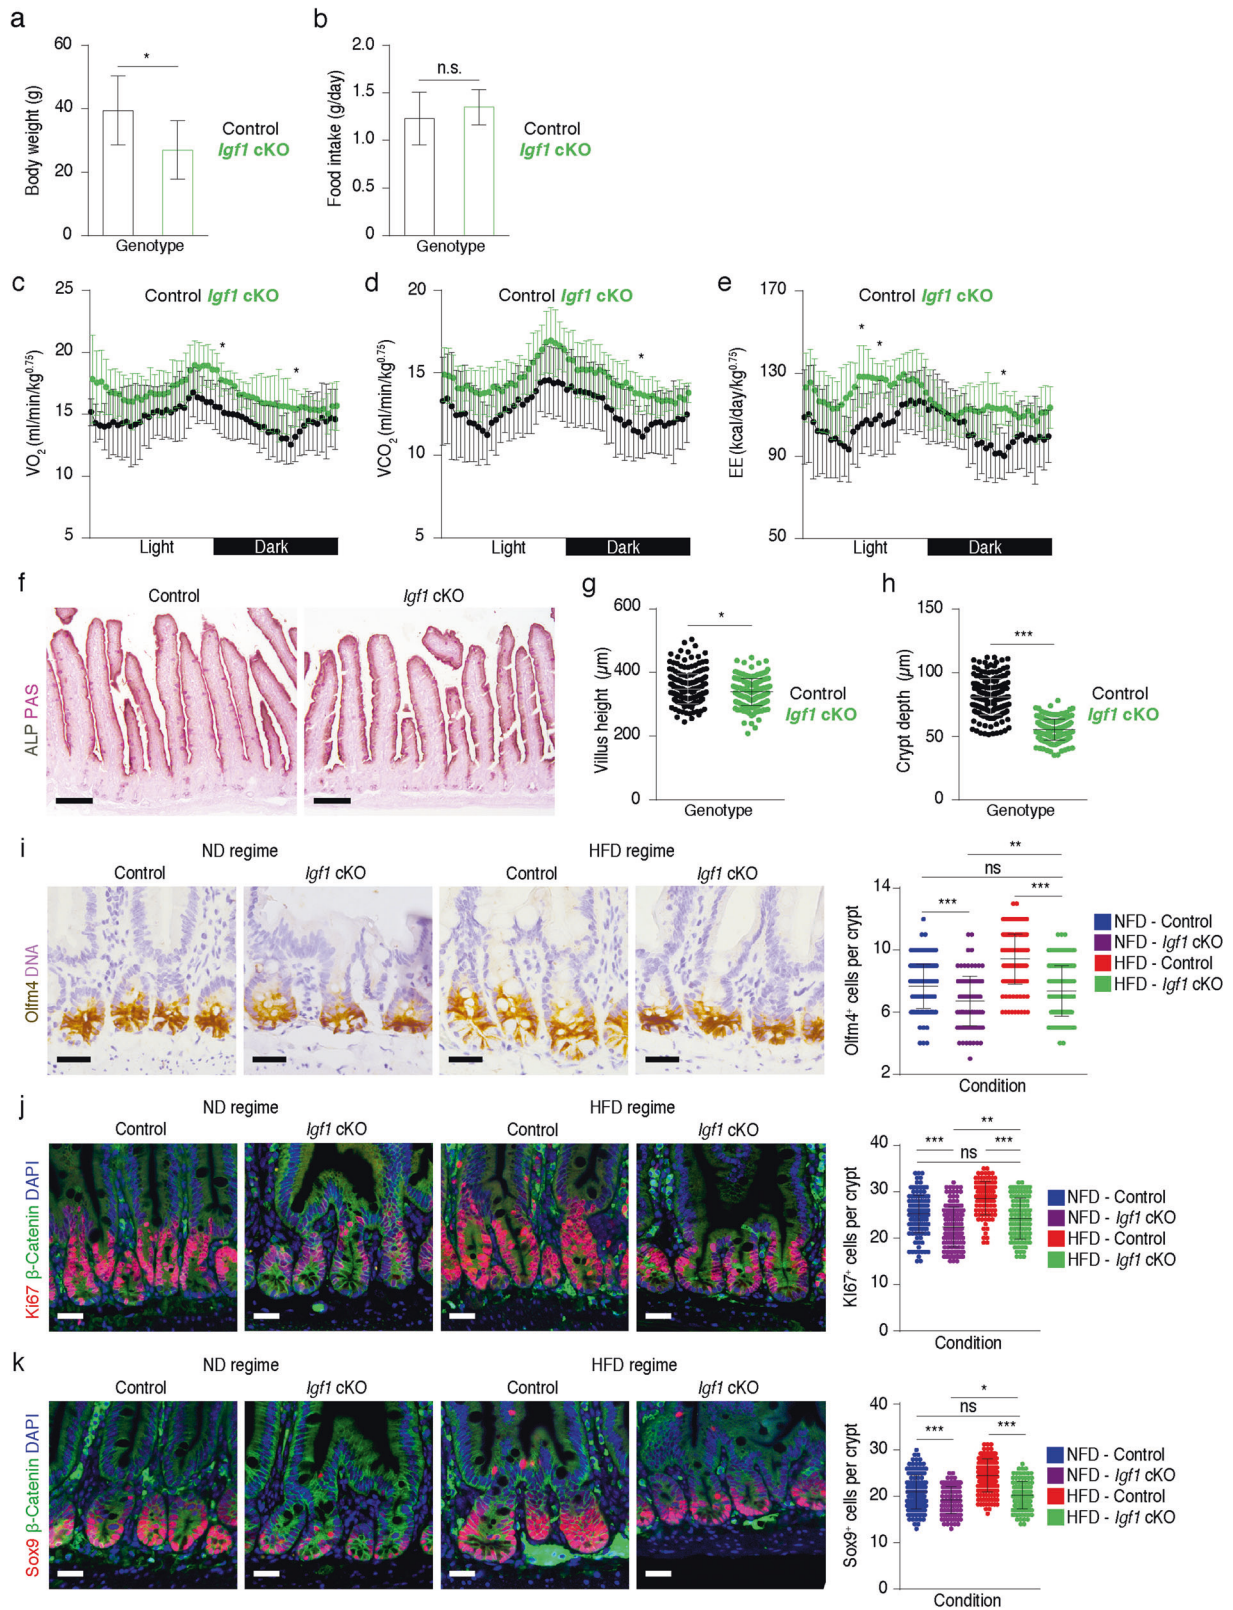 a
b
60
40
20
0
Body weight (g)
*
Genotype
Control
Igf1 cKO
2.0
1.5
1.0
0.5
0
Food intake (g/day)
n.s.
Genotype
Control
Igf1 cKO
c
25
20
15
10
5
VO2 (ml/min/kg0.75)
Control Igf1 cKO
*
*
Light
Dark
d
20
15
10
5
VCO2 (ml/min/kg0.75)
Control Igf1 cKO
*
Light
Dark
e
170
130
90
50
EE (kcal/day/kg0.75)
Control Igf1 cKO
*
*
*
Light
Dark
f
Control
Igf1 cKO
ALP PAS
g
600
400
200
0
Villus height (µm)
*
Genotype
Control
Igf1 cKO
h
150
100
50
0
Crypt depth (µm)
***
Genotype
Control
Igf1 cKO
i
ND regime
HFD regime
Control
Igf1 cKO
Control
Igf1 cKO
Olfm4 DNA
14
10
6
2
Olfm4+ cells per crypt
**
ns
***
***
Condition
NFD - Control
NFD - Igf1 cKO
HFD - Control
HFD - Igf1 cKO
j
ND regime
HFD regime
Control
Igf1 cKO
Control
Igf1 cKO
Ki67 β-Catenin DAPI
40
30
20
10
0
KI67+ cells per crypt
**
***
***
ns
Condition
NFD - Control
NFD - Igf1 cKO
HFD - Control
HFD - Igf1 cKO
k
ND regime
HFD regime
Control
Igf1 cKO
Control
Igf1 cKO
Sox9 β-Catenin DAPI
40
30
20
10
0
Sox9+ cells per crypt
*
ns
***
***
Condition
NFD - Control
NFD - Igf1 cKO
HFD - Control
HFD - Igf1 cKO